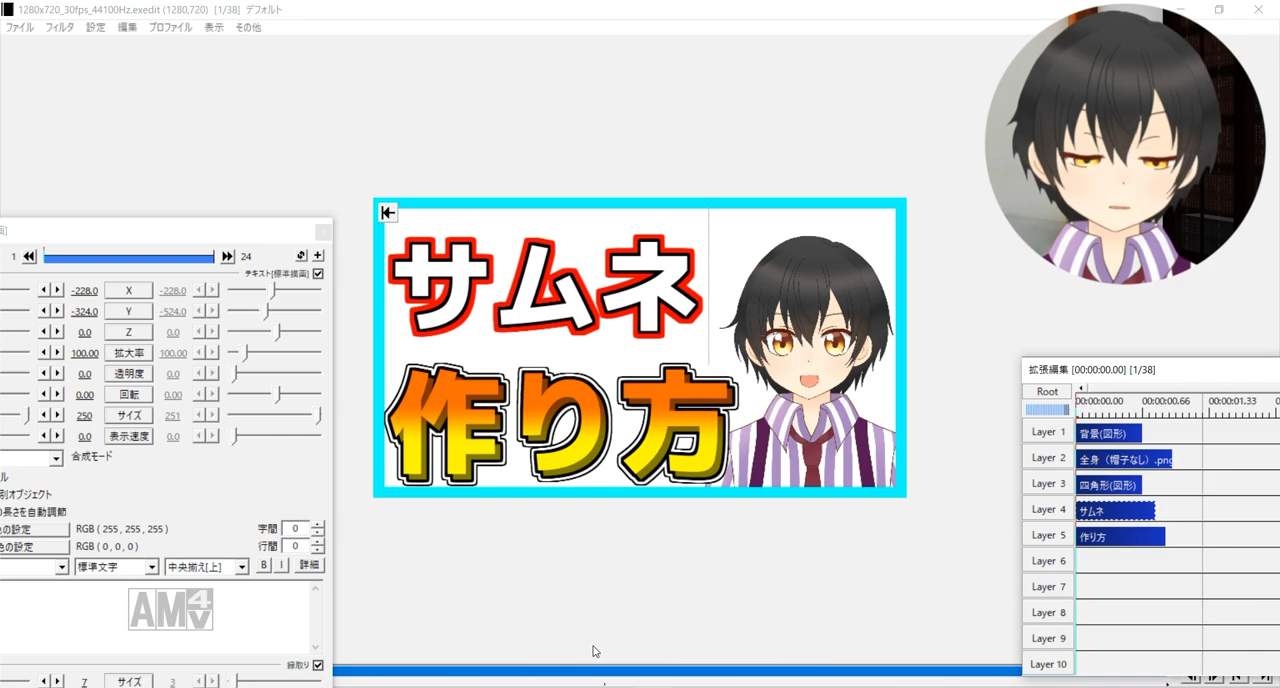 1280x720_30fps_44100Hz.exedit (1280,720) [1/38] デフォルト
ファイル フィルタ 設定 編集 プロファイル 表示 その他
1 24
テキスト[標準描画]
-228.0 X -228.0
-324.0 Y -524.0
0.0 Z 0.0
100.00 拡大率 100.00
0.0 透明度 0.0
0.00 回転 0.00
250 サイズ 251
0.0 表示速度 0.0
合成モード
別オブジェクト
の長さを自動調節
色の設定 RGB ( 255 , 255 , 255 ) 字間 0
色の設定 RGB ( 0 , 0 , 0 ) 行間 0
標準文字 中央揃え[上] B I 詳細
AM4V
縁取り
7 サイズ 3
サムネ
作り方
拡張編集 [00:00:00.00] [1/38]
Root 00:00:00.00 00:00:00.66 00:00:01.33
Layer 1 背景(図形)
Layer 2 全身（帽子なし）.png
Layer 3 四角形(図形)
Layer 4 サムネ
Layer 5 作り方
Layer 6
Layer 7
Layer 8
Layer 9
Layer 10